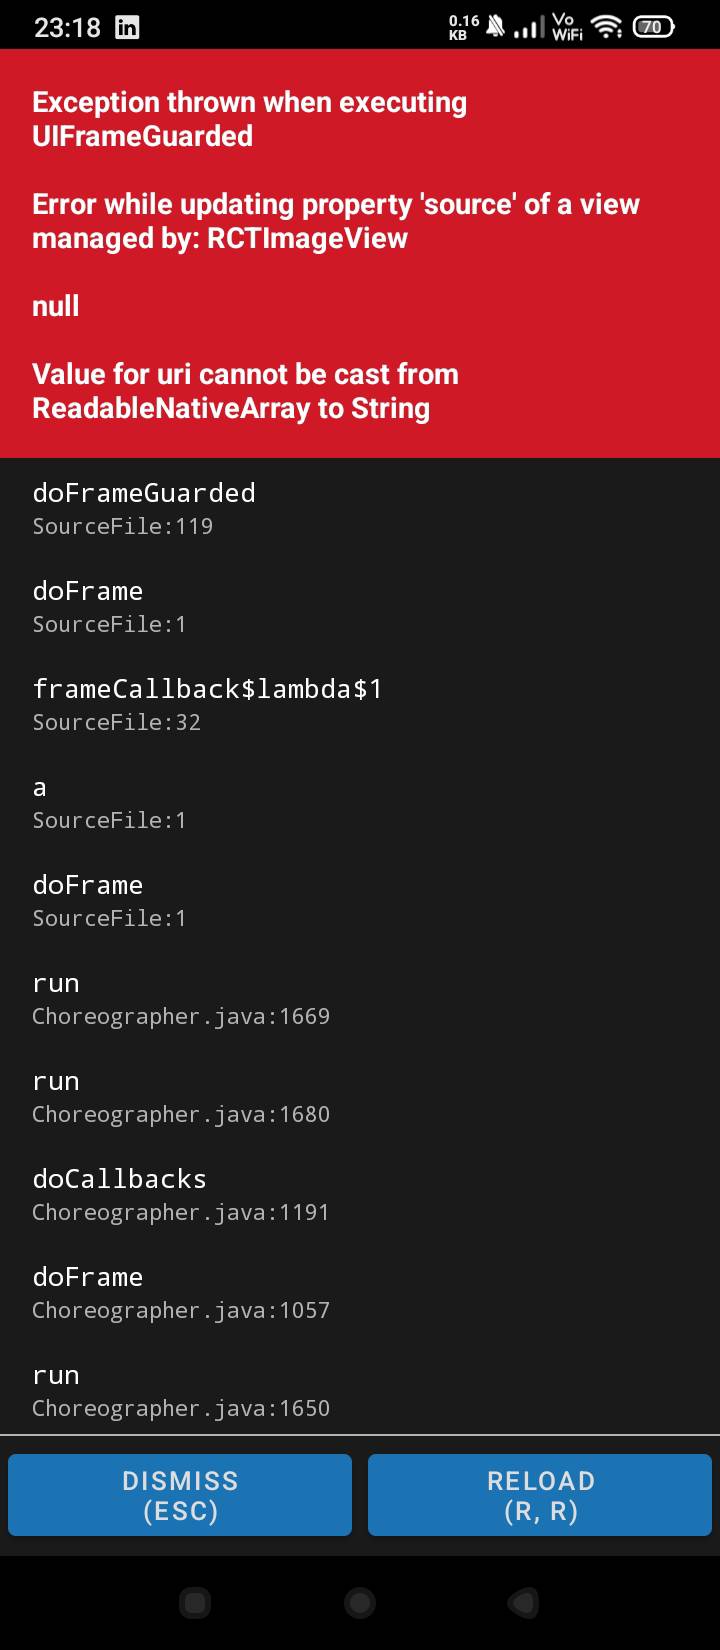 23:18 in 0.16 KB Vo WiFi 70
Exception thrown when executing
UIFrameGuarded
Error while updating property 'source' of a view
managed by: RCTImageView
null
Value for uri cannot be cast from
ReadableNativeArray to String
doFrameGuarded
SourceFile:119
doFrame
SourceFile:1
frameCallback$lambda$1
SourceFile:32
a
SourceFile:1
doFrame
SourceFile:1
run
Choreographer.java:1669
run
Choreographer.java:1680
doCallbacks
Choreographer.java:1191
doFrame
Choreographer.java:1057
run
Choreographer.java:1650
DISMISS
(ESC)
RELOAD
(R, R)